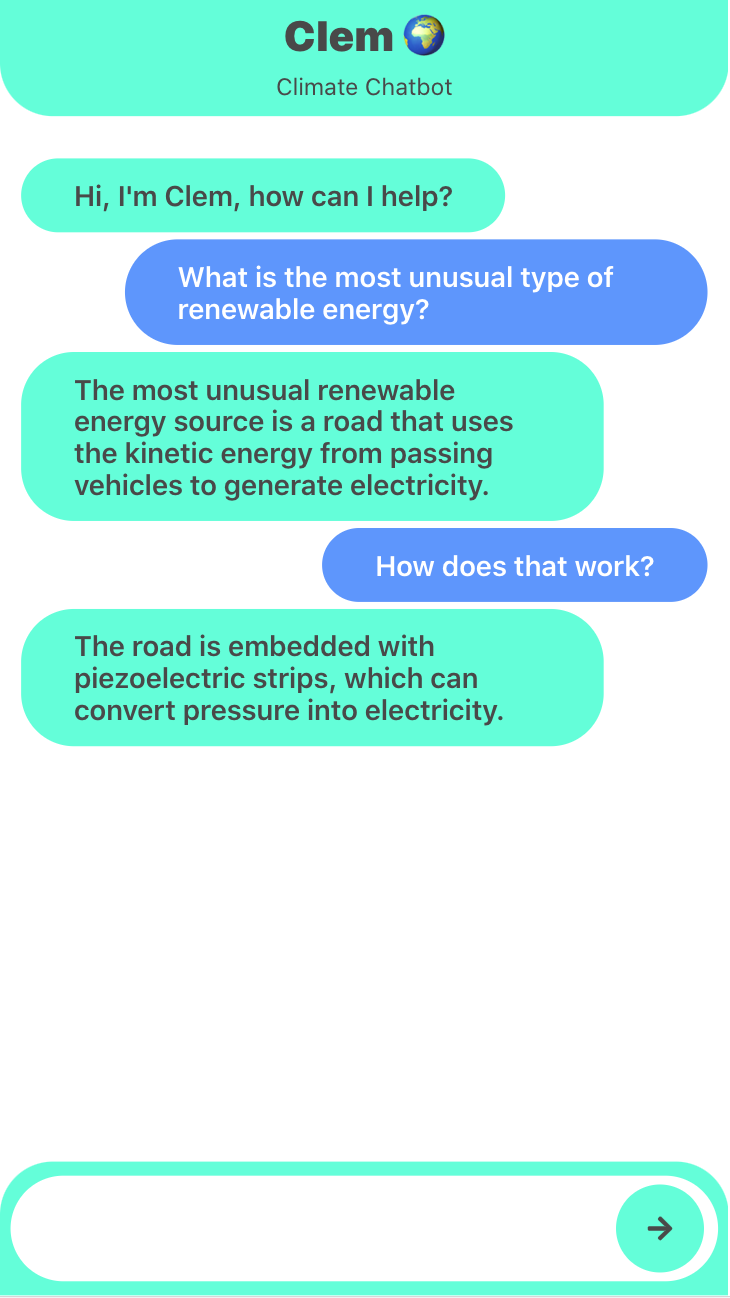 Clem 🌍
Climate Chatbot
Hi, I'm Clem, how can I help?
What is the most unusual type of
renewable energy?
The most unusual renewable
energy source is a road that uses
the kinetic energy from passing
vehicles to generate electricity.
How does that work?
The road is embedded with
piezoelectric strips, which can
convert pressure into electricity.